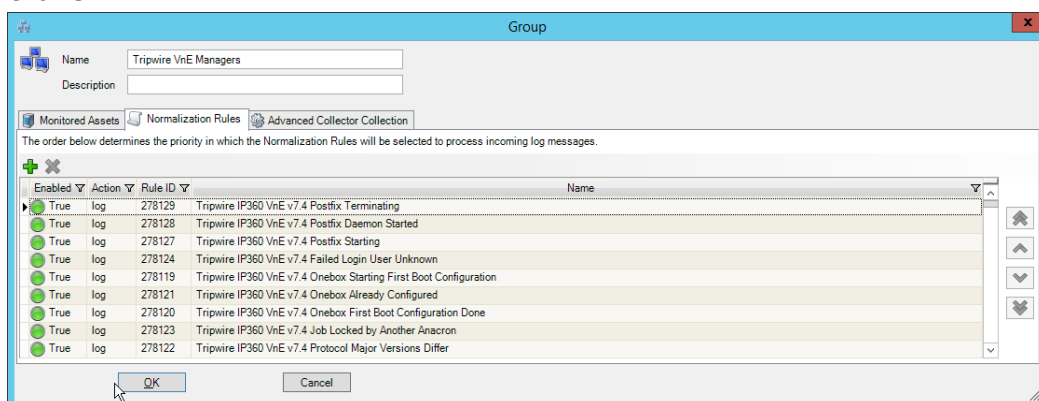 Group
x
Name Tripwire VnE Managers
Description
Monitored Assets Normalization Rules Advanced Collector Collection
The order below determines the priority in which the Normalization Rules will be selected to process incoming log messages.
Enabled Action Rule ID Name
True log 278129 Tripwire IP360 VnE v7.4 Postfix Terminating
True log 278128 Tripwire IP360 VnE v7.4 Postfix Daemon Started
True log 278127 Tripwire IP360 VnE v7.4 Postfix Starting
True log 278124 Tripwire IP360 VnE v7.4 Failed Login User Unknown
True log 278119 Tripwire IP360 VnE v7.4 Onebox Starting First Boot Configuration
True log 278121 Tripwire IP360 VnE v7.4 Onebox Already Configured
True log 278120 Tripwire IP360 VnE v7.4 Onebox First Boot Configuration Done
True log 278123 Tripwire IP360 VnE v7.4 Job Locked by Another Anacron
True log 278122 Tripwire IP360 VnE v7.4 Protocol Major Versions Differ
OK Cancel